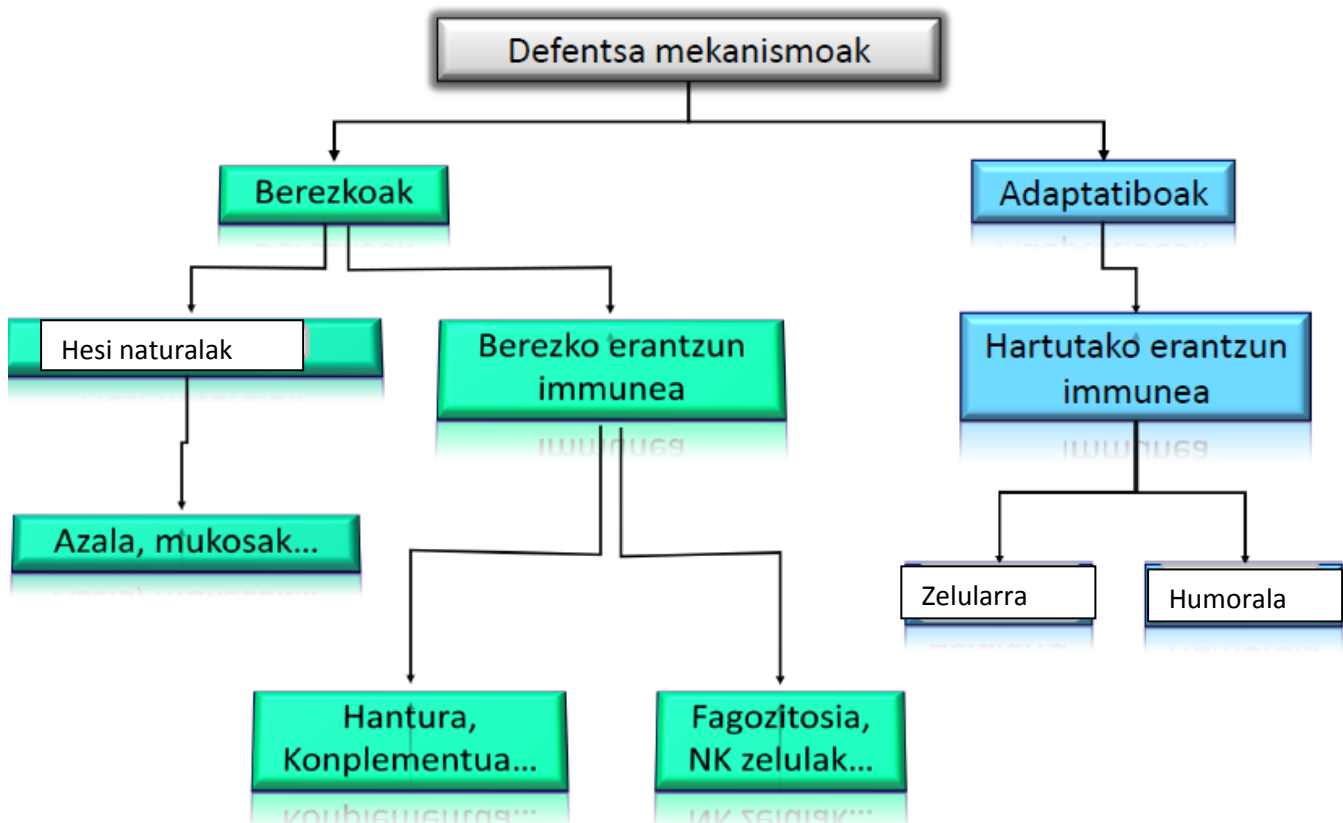 Defentsa mekanismoak
Berezkoak
Adaptatiboak
Hesi naturalak
Berezko erantzun
immunea
Hartutako erantzun
immunea
Azala, mukosak...
Zelularra
Humorala
Hantura,
Konplementua...
Fagozitosia,
NK zelulak...